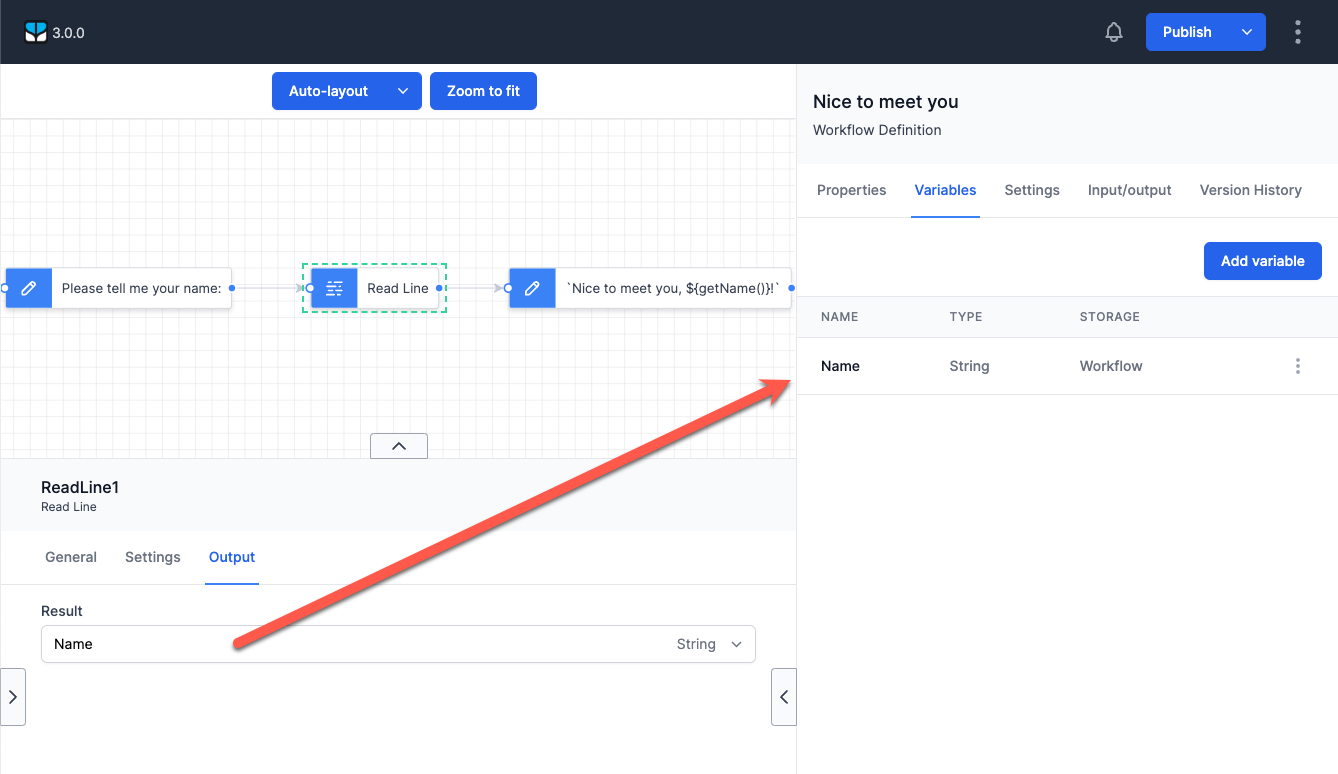 3.0.0
Publish
Auto-layout
Zoom to fit
Please tell me your name:
Read Line
`Nice to meet you, ${getName()}!`
ReadLine1
Read Line
General Settings Output
Result
Name String
Nice to meet you
Workflow Definition
Properties Variables Settings Input/output Version History
Add variable
NAME TYPE STORAGE
Name String Workflow